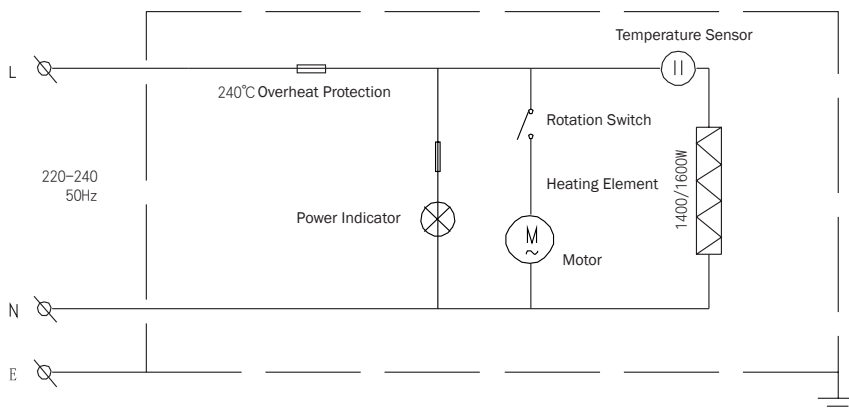 Temperature Sensor
L
240℃ Overheat Protection
Rotation Switch
220-240
50Hz
Heating Element
1400/1600W
Power Indicator
M
~
Motor
N
E